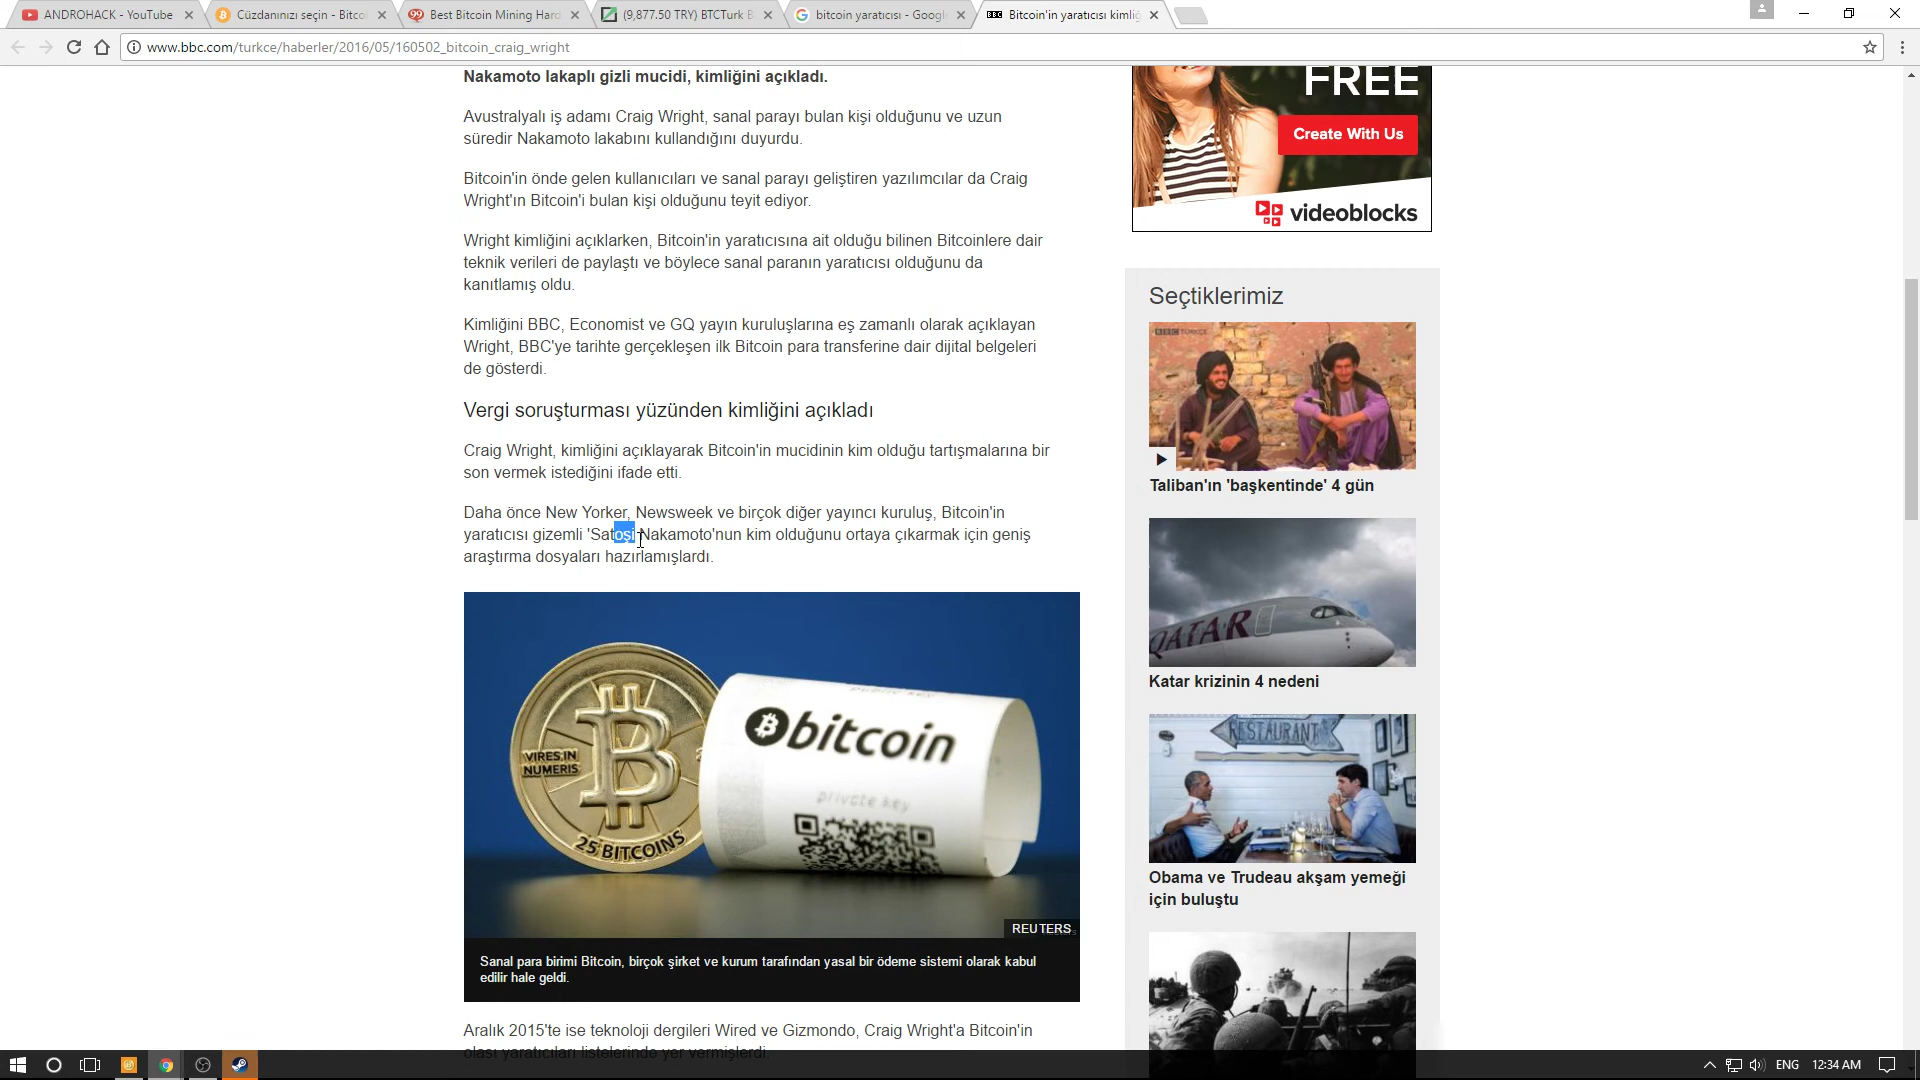 ANDROHACK - YouTube
Cüzdanınızı seçin - Bitco
Best Bitcoin Mining Hard
(9,877.50 TRY) BTCTurk B
bitcoin yaratıcısı - Googl
Bitcoin'in yaratıcısı kimliğ
www.bbc.com/turkce/haberler/2016/05/160502_bitcoin_craig_wright
Nakamoto lakaplı gizli mucidi, kimliğini açıkladı.
Avustralyalı iş adamı Craig Wright, sanal parayı bulan kişi olduğunu ve uzun
süredir Nakamoto lakabını kullandığını duyurdu.
Bitcoin'in önde gelen kullanıcıları ve sanal parayı geliştiren yazılımcılar da Craig
Wright'ın Bitcoin'i bulan kişi olduğunu teyit ediyor.
Wright kimliğini açıklarken, Bitcoin'in yaratıcısına ait olduğu bilinen Bitcoinlere dair
teknik verileri de paylaştı ve böylece sanal paranın yaratıcısı olduğunu da
kanıtlamış oldu.
Kimliğini BBC, Economist ve GQ yayın kuruluşlarına eş zamanlı olarak açıklayan
Wright, BBC'ye tarihte gerçekleşen ilk Bitcoin para transferine dair dijital belgeleri
de gösterdi.
Vergi soruşturması yüzünden kimliğini açıkladı
Craig Wright, kimliğini açıklayarak Bitcoin'in mucidinin kim olduğu tartışmalarına bir
son vermek istediğini ifade etti.
Daha önce New Yorker, Newsweek ve birçok diğer yayıncı kuruluş, Bitcoin'in
yaratıcısı gizemli 'Satoşi Nakamoto'nun kim olduğunu ortaya çıkarmak için geniş
araştırma dosyaları hazırlamışlardı.
VIRES IN
NUMERIS
25 BITCOINS
public key
bitcoin
private key
REUTERS
Sanal para birimi Bitcoin, birçok şirket ve kurum tarafından yasal bir ödeme sistemi olarak kabul
edilir hale geldi.
Aralık 2015'te ise teknoloji dergileri Wired ve Gizmondo, Craig Wright'a Bitcoin'in
olası yaratıcıları listelerinde yer vermişlerdi.
FREE
Create With Us
videoblocks
Seçtiklerimiz
BBC TÜRKÇE
Taliban'ın 'başkentinde' 4 gün
QATAR
Katar krizinin 4 nedeni
RESTAURANT
Obama ve Trudeau akşam yemeği
için buluştu
ENG
12:34 AM